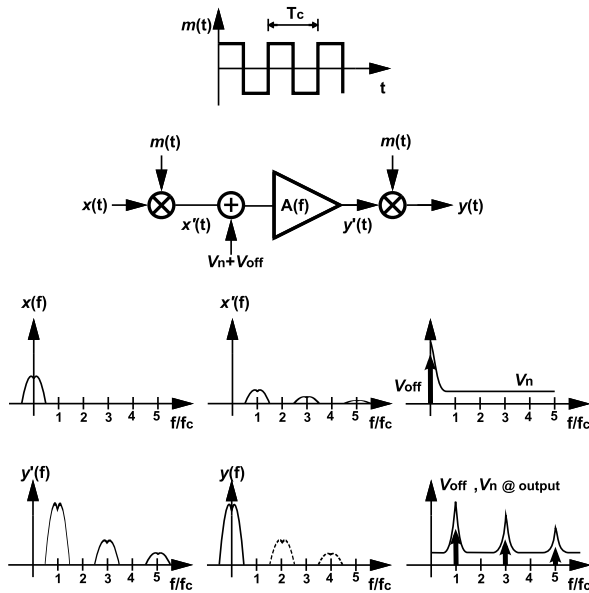 m(t)
Tc
t
m(t)
m(t)
x(t)
x'(t)
A(f)
y'(t)
y(t)
Vn+Voff
x(f)
1 2 3 4 5
f/fc
x'(f)
1 2 3 4 5
f/fc
Voff
Vn
1 2 3 4 5
f/fc
y'(f)
1 2 3 4 5
f/fc
y(f)
1 2 3 4 5
f/fc
Voff ,Vn @ output
1 2 3 4 5
f/fc